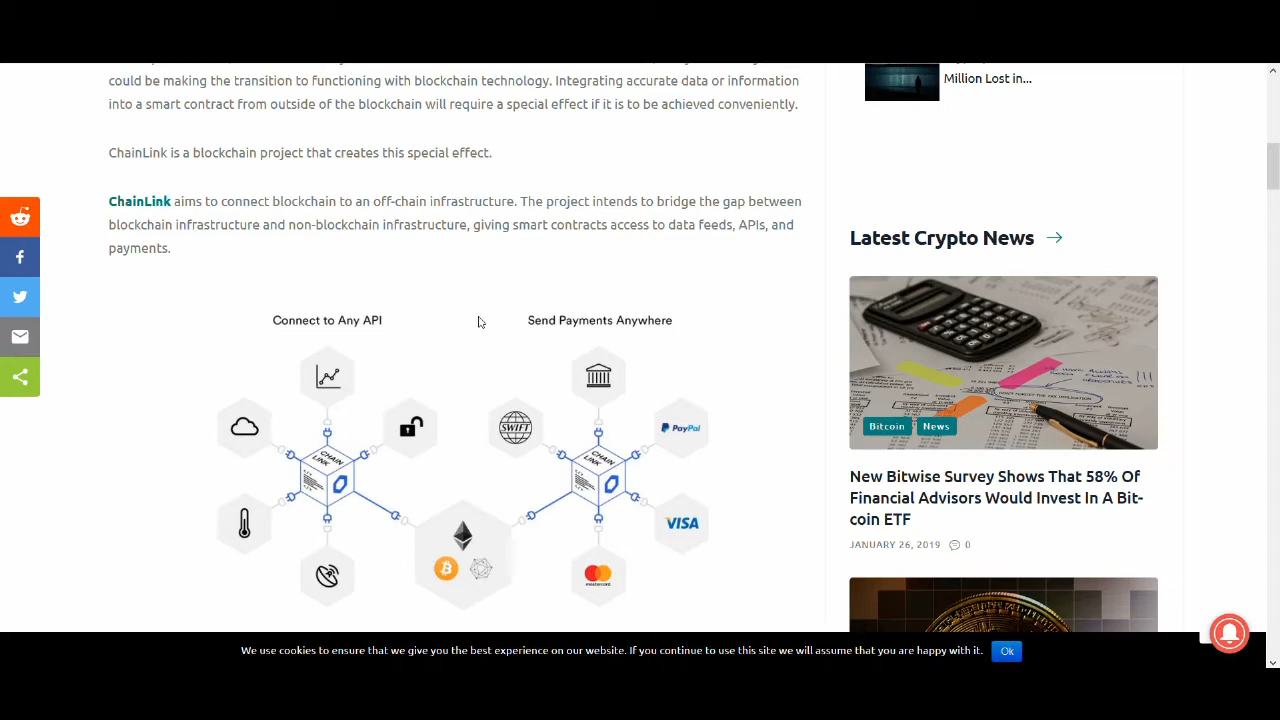 could be making the transition to functioning with blockchain technology. Integrating accurate data or information
into a smart contract from outside of the blockchain will require a special effect if it is to be achieved conveniently.
ChainLink is a blockchain project that creates this special effect.
ChainLink aims to connect blockchain to an off-chain infrastructure. The project intends to bridge the gap between
blockchain infrastructure and non-blockchain infrastructure, giving smart contracts access to data feeds, APIs, and
payments.
Connect to Any API
Send Payments Anywhere
SWIFT
PayPal
CHAIN
LINK
CHAIN
LINK
VISA
mastercard
Million Lost in...
Latest Crypto News
Bitcoin
News
New Bitwise Survey Shows That 58% Of
Financial Advisors Would Invest In A Bit-
coin ETF
JANUARY 26, 2019
0
We use cookies to ensure that we give you the best experience on our website. If you continue to use this site we will assume that you are happy with it.
Ok